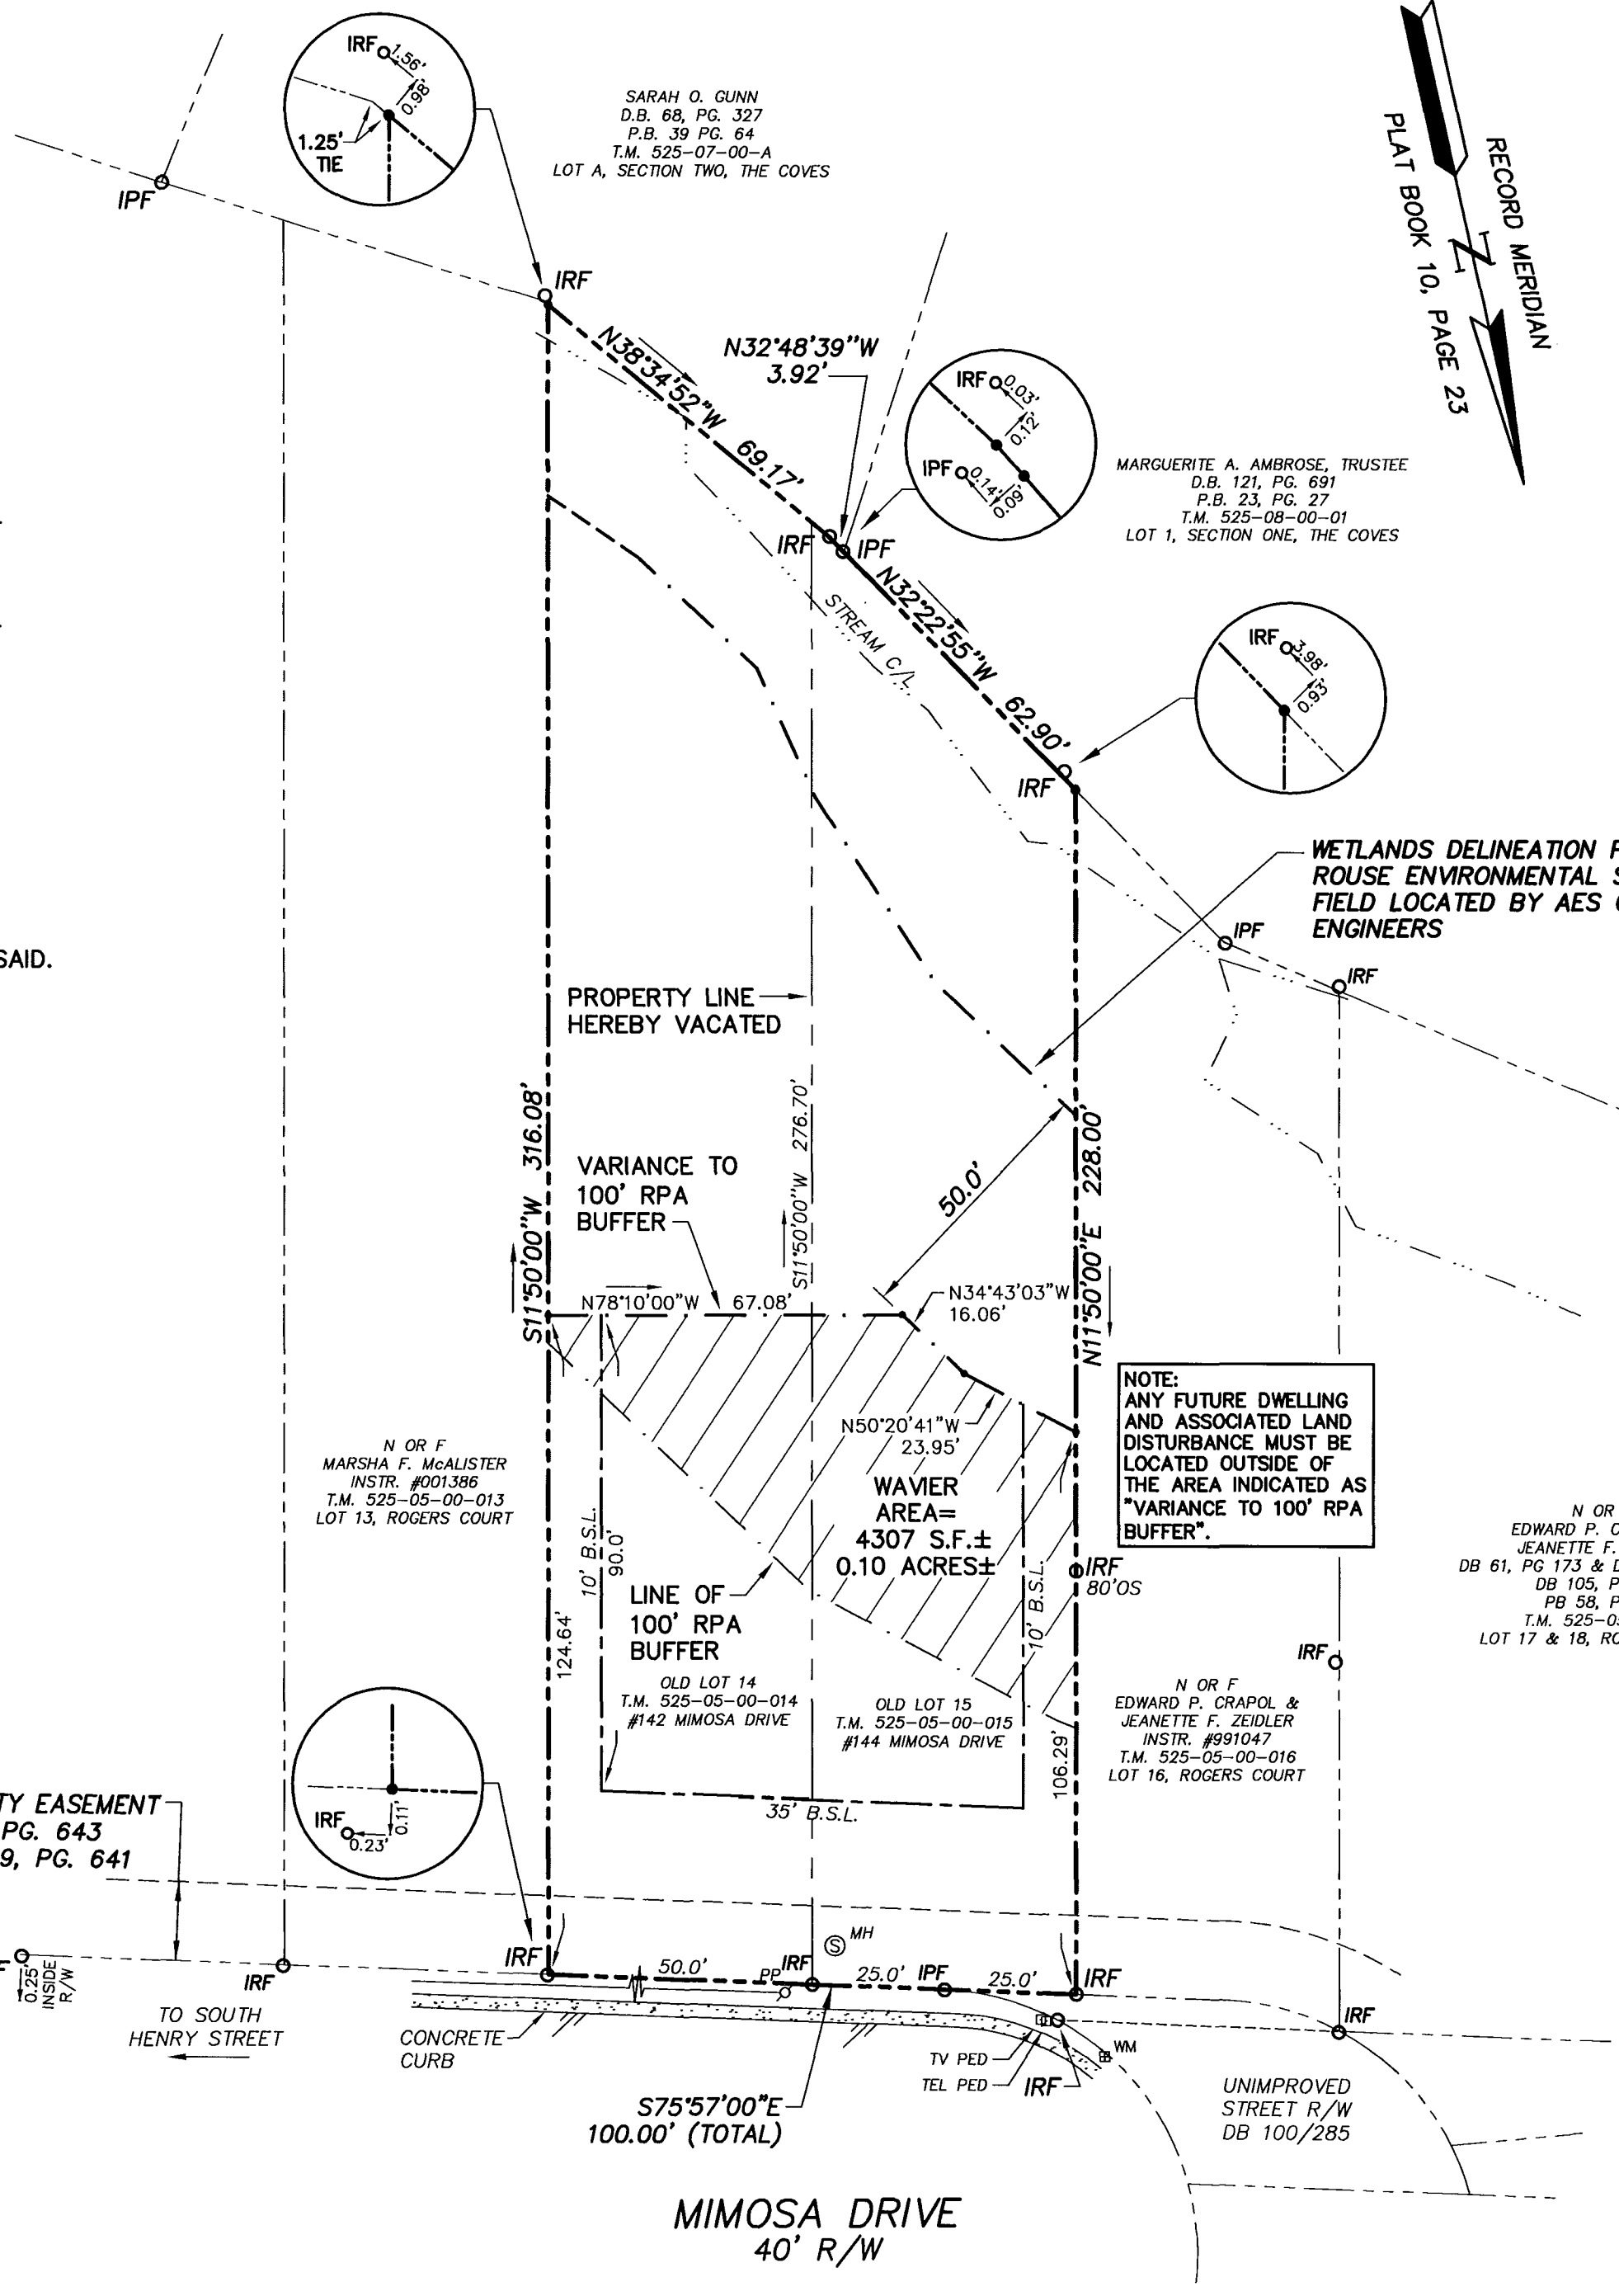 IRF
1.56'
0.98'
1.25'
TIE
SARAH O. GUNN
D.B. 68, PG. 327
P.B. 39 PG. 64
T.M. 525-07-00-A
LOT A, SECTION TWO, THE COVES
RECORD MERIDIAN
PLAT BOOK 10, PAGE 23
N
IPF
IRF
N38°34'52"W 69.17'
N32°48'39"W
3.92'
IRF
0.03'
0.12'
IPF
0.14'
0.09'
MARGUERITE A. AMBROSE, TRUSTEE
D.B. 121, PG. 691
P.B. 23, PG. 27
T.M. 525-08-00-01
LOT 1, SECTION ONE, THE COVES
IRF
IPF
STREAM C/L
N32°22'55"W 62.90'
IRF
3.98'
0.93'
IRF
WETLANDS DELINEATION
ROUSE ENVIRONMENTAL
FIELD LOCATED BY AES
ENGINEERS
IPF
IRF
SAID.
PROPERTY LINE
HEREBY VACATED
S11°50'00"W 316.08'
S11°50'00"W 276.70'
N11°50'00"E 228.00'
50.0'
VARIANCE TO
100' RPA
BUFFER
N78°10'00"W 67.08'
N34°43'03"W
16.06'
N50°20'41"W
23.95'
NOTE:
ANY FUTURE DWELLING
AND ASSOCIATED LAND
DISTURBANCE MUST BE
LOCATED OUTSIDE OF
THE AREA INDICATED AS
"VARIANCE TO 100' RPA
BUFFER".
N OR F
MARSHA F. McALISTER
INSTR. #001386
T.M. 525-05-00-013
LOT 13, ROGERS COURT
WAVIER
AREA=
4307 S.F.±
0.10 ACRES±
10' B.S.L.
90.0'
10' B.S.L.
IRF
80'OS
LINE OF
100' RPA
BUFFER
124.64'
OLD LOT 14
T.M. 525-05-00-014
#142 MIMOSA DRIVE
OLD LOT 15
T.M. 525-05-00-015
#144 MIMOSA DRIVE
106.29'
N OR
EDWARD P. C
JEANETTE F.
DB 61, PG 173 &
DB 105, P
PB 58, P
T.M. 525-0
LOT 17 & 18, RO
IRF
N OR F
EDWARD P. CRAPOL &
JEANETTE F. ZEIDLER
INSTR. #991047
T.M. 525-05-00-016
LOT 16, ROGERS COURT
35' B.S.L.
IRF
0.11'
0.23'
TY EASEMENT
PG. 643
9, PG. 641
0.25'
INSIDE
R/W
IRF
IRF
50.0'
PP
IRF
S
MH
25.0'
IPF
25.0'
IRF
IRF
TO SOUTH
HENRY STREET
CONCRETE
CURB
TV PED
TEL PED
IRF
WM
S75°57'00"E
100.00' (TOTAL)
UNIMPROVED
STREET R/W
DB 100/285
MIMOSA DRIVE
40' R/W